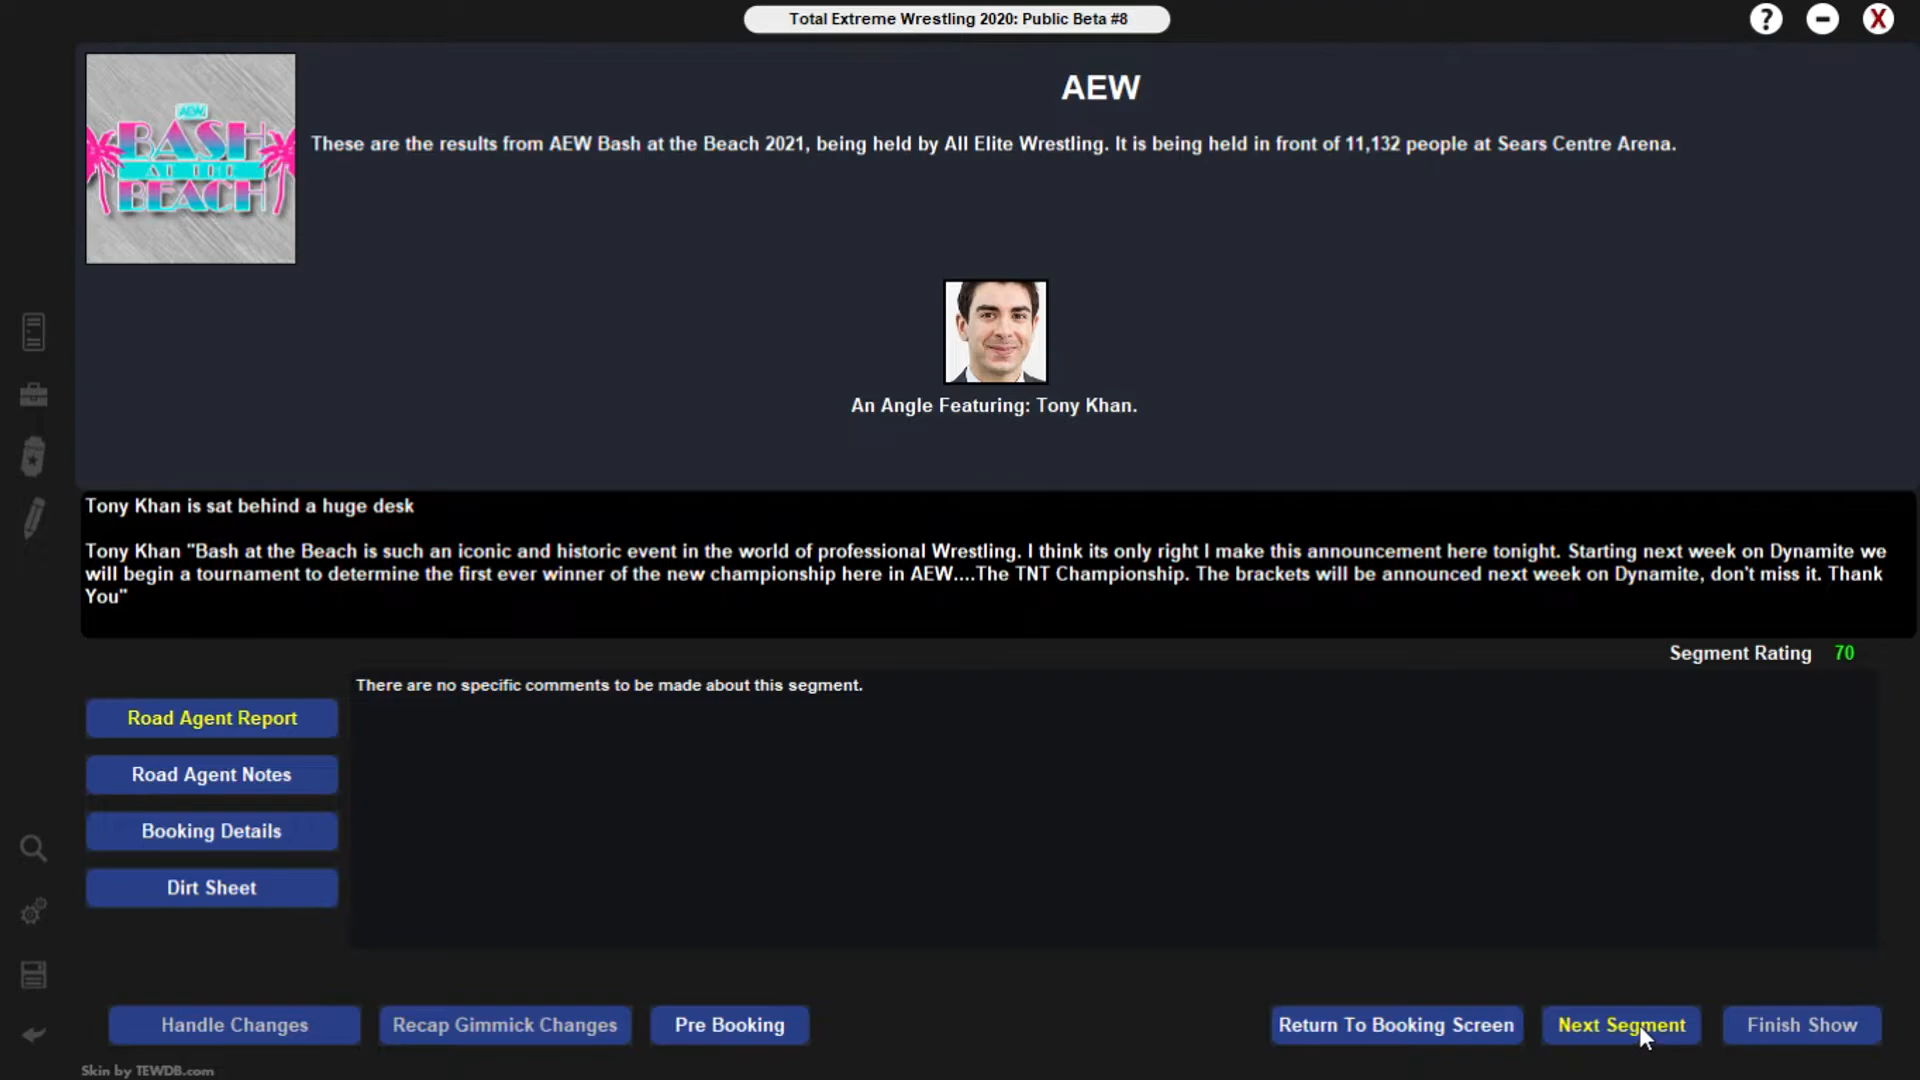 Total Extreme Wrestling 2020: Public Beta #8
?
X
AEW
BASH
AT THE
BEACH
AEW
These are the results from AEW Bash at the Beach 2021, being held by All Elite Wrestling. It is being held in front of 11,132 people at Sears Centre Arena.
An Angle Featuring: Tony Khan.
Tony Khan is sat behind a huge desk
Tony Khan "Bash at the Beach is such an iconic and historic event in the world of professional Wrestling. I think its only right I make this announcement here tonight. Starting next week on Dynamite we
will begin a tournament to determine the first ever winner of the new championship here in AEW....The TNT Championship. The brackets will be announced next week on Dynamite, don't miss it. Thank
You"
Segment Rating 70
There are no specific comments to be made about this segment.
Road Agent Report
Road Agent Notes
Booking Details
Dirt Sheet
Handle Changes
Recap Gimmick Changes
Pre Booking
Return To Booking Screen
Next Segment
Finish Show
Skin by TEWDB.com